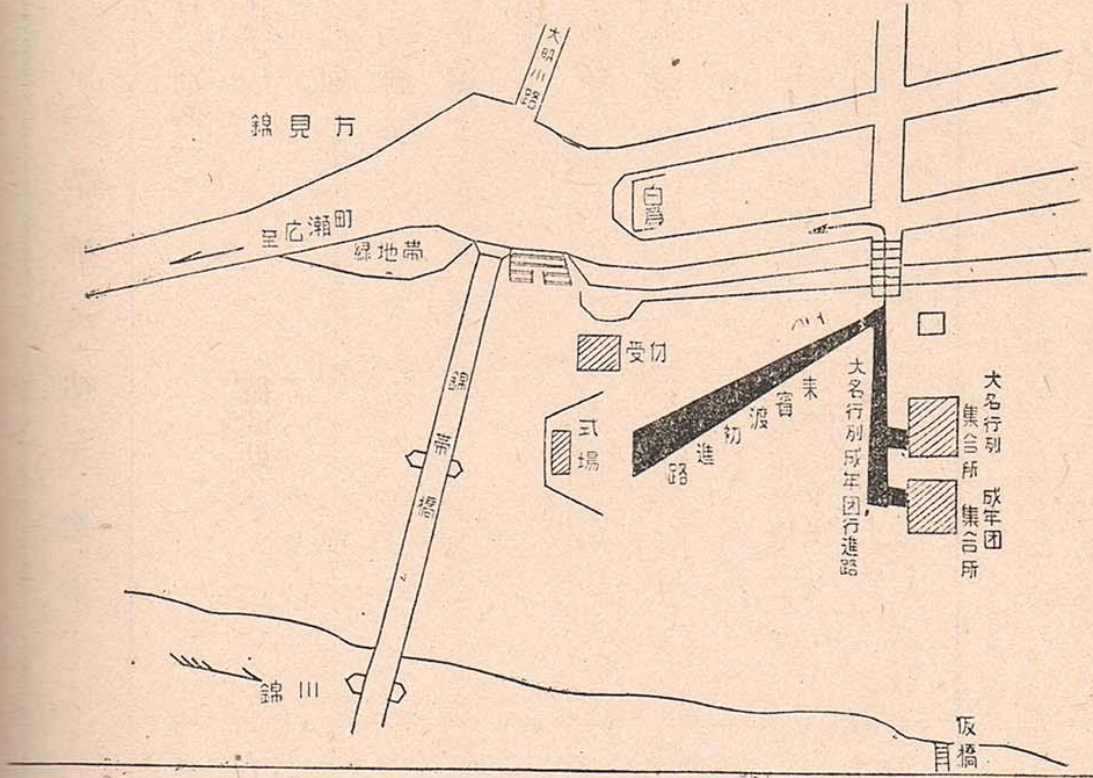 大明小路
錦見方
至広瀬町
緑地帯
白為
受付
錦帯橋
式場
来賓渡初進路
大名行列成年団行進路
大名行列
集合所
成年団
集合所
錦川
仮橋